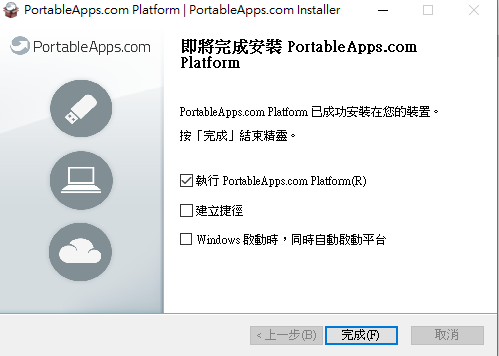 PortableApps.com Platform | PortableApps.com Installer
PortableApps.com
即將完成安裝 PortableApps.com
Platform
PortableApps.com Platform 已成功安裝在您的裝置。
按「完成」結束精靈。
執行 PortableApps.com Platform(R)
建立捷徑
Windows 啟動時，同時自動啟動平台
< 上一步(B)
完成(F)
取消